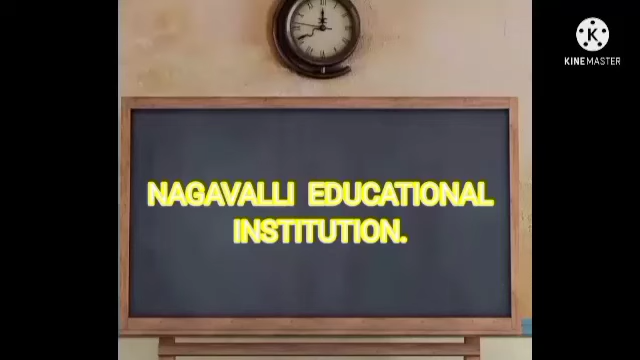 K
KINEMASTER
NAGAVALLI EDUCATIONAL
INSTITUTION.